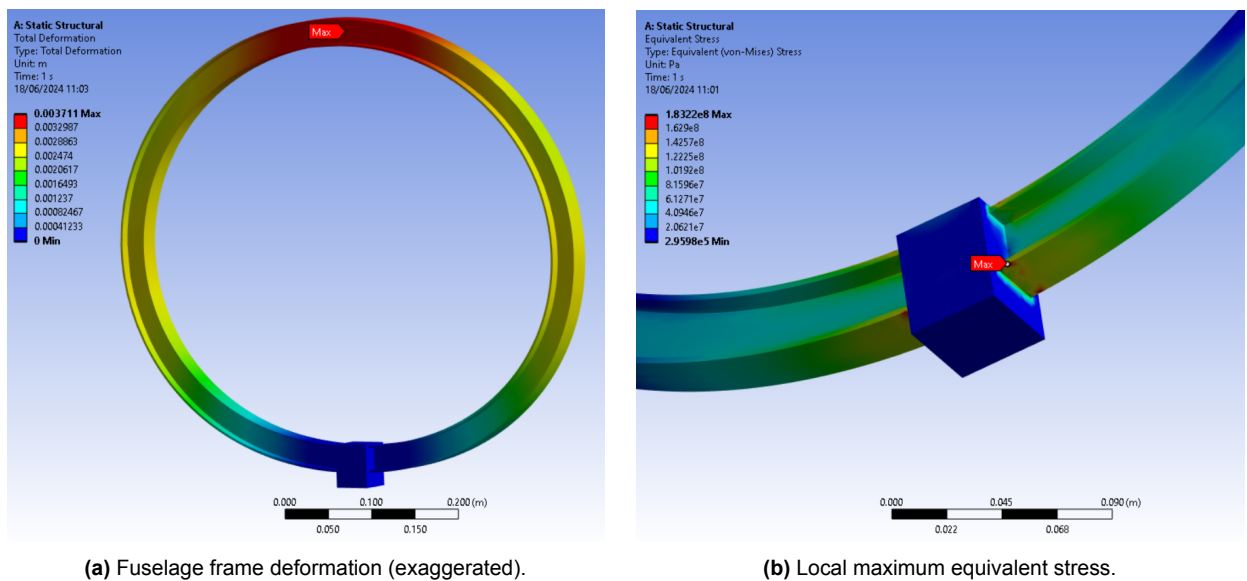 A: Static Structural
Total Deformation
Type: Total Deformation
Unit: m
Time: 1 s
18/06/2024 11:03
0.003711 Max
0.0032987
0.0028863
0.002474
0.0020617
0.0016493
0.001237
0.00082467
0.00041233
0 Min
Max
0.000 0.100 0.200 (m)
0.050 0.150
(a) Fuselage frame deformation (exaggerated).
A: Static Structural
Equivalent Stress
Type: Equivalent (von-Mises) Stress
Unit: Pa
Time: 1 s
18/06/2024 11:01
1.8322e8 Max
1.629e8
1.4257e8
1.2225e8
1.0192e8
8.1596e7
6.1271e7
4.0946e7
2.0621e7
2.9598e5 Min
Max
0.000 0.045 0.090 (m)
0.022 0.068
(b) Local maximum equivalent stress.